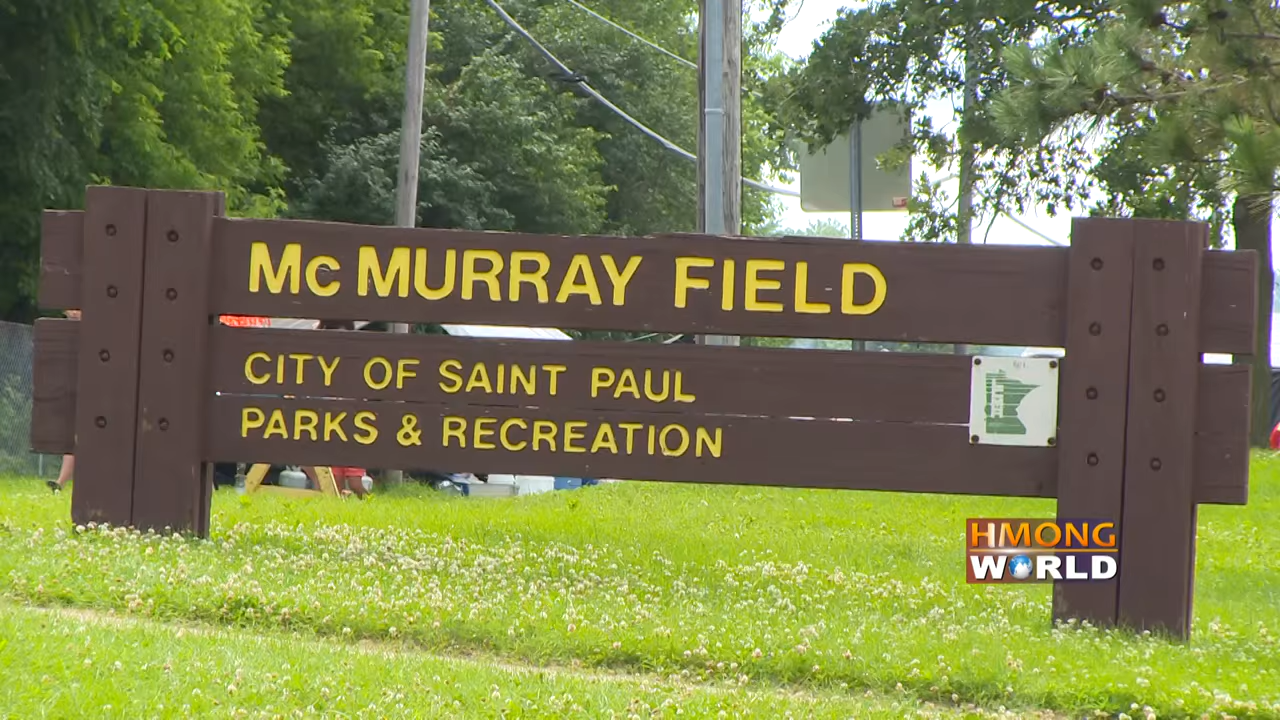 McMURRAY FIELD
CITY OF SAINT PAUL
PARKS & RECREATION
HMONG
WORLD